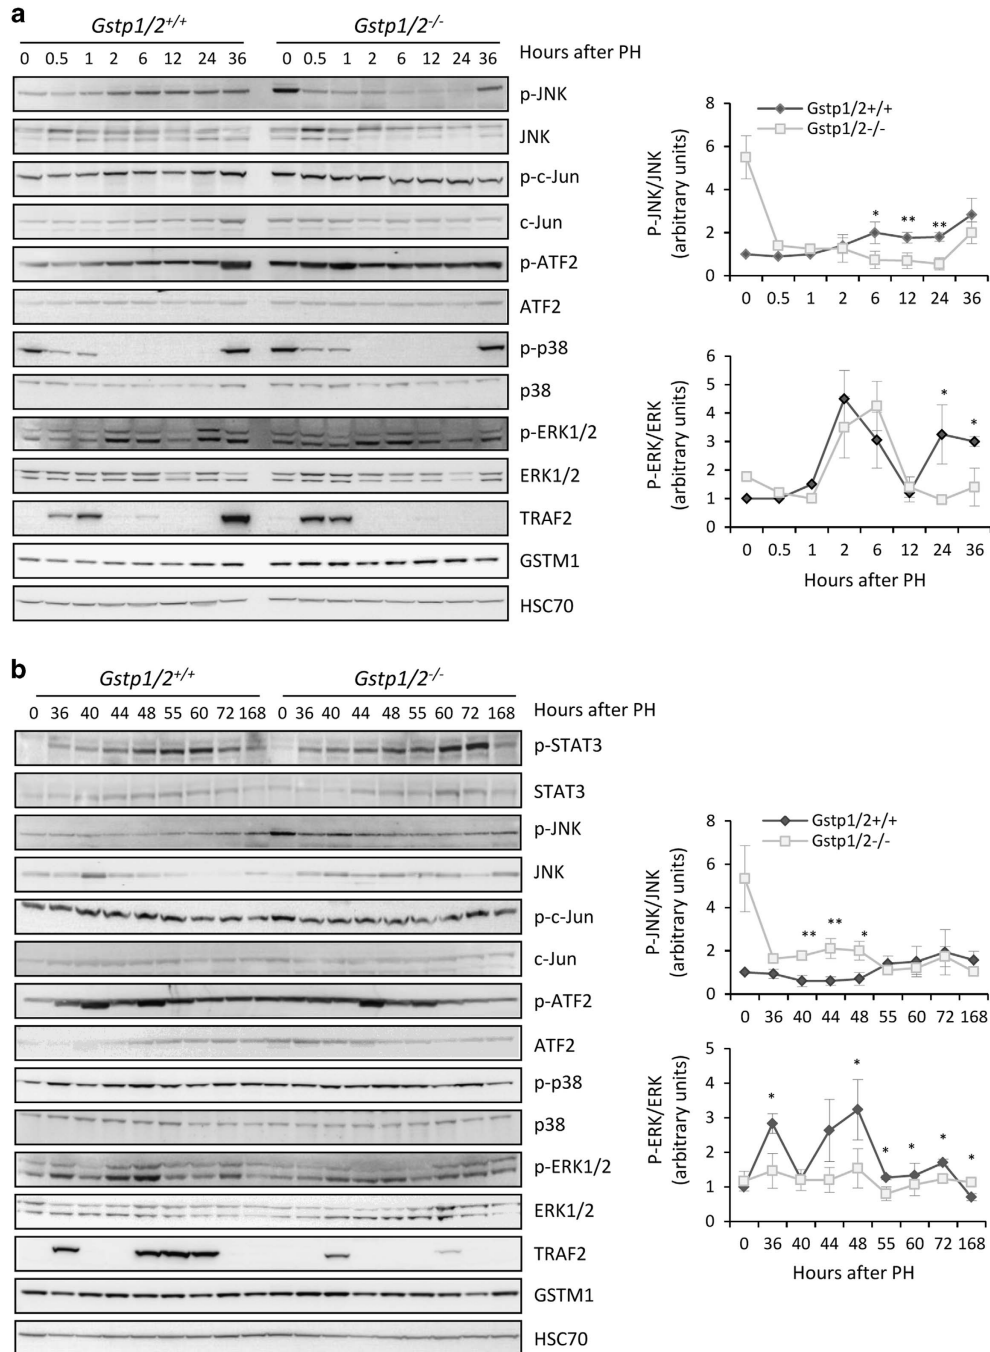 a
Gstp1/2+/+ Gstp1/2-/-
0 0.5 1 2 6 12 24 36 0 0.5 1 2 6 12 24 36 Hours after PH
p-JNK
JNK
p-c-Jun
c-Jun
p-ATF2
ATF2
p-p38
p38
p-ERK1/2
ERK1/2
TRAF2
GSTM1
HSC70
P-JNK/JNK
(arbitrary units)
8
6
4
2
0
Gstp1/2+/+
Gstp1/2-/-
* ** **
0 0.5 1 2 6 12 24 36
P-ERK/ERK
(arbitrary units)
6
5
4
3
2
1
0
* *
0 0.5 1 2 6 12 24 36
Hours after PH
b
Gstp1/2+/+ Gstp1/2-/-
0 36 40 44 48 55 60 72 168 0 36 40 44 48 55 60 72 168 Hours after PH
p-STAT3
STAT3
p-JNK
JNK
p-c-Jun
c-Jun
p-ATF2
ATF2
p-p38
p38
p-ERK1/2
ERK1/2
TRAF2
GSTM1
HSC70
P-JNK/JNK
(arbitrary units)
8
6
4
2
0
Gstp1/2+/+
Gstp1/2-/-
** ** *
0 36 40 44 48 55 60 72 168
P-ERK/ERK
(arbitrary units)
5
4
3
2
1
0
* * * * * *
0 36 40 44 48 55 60 72 168
Hours after PH